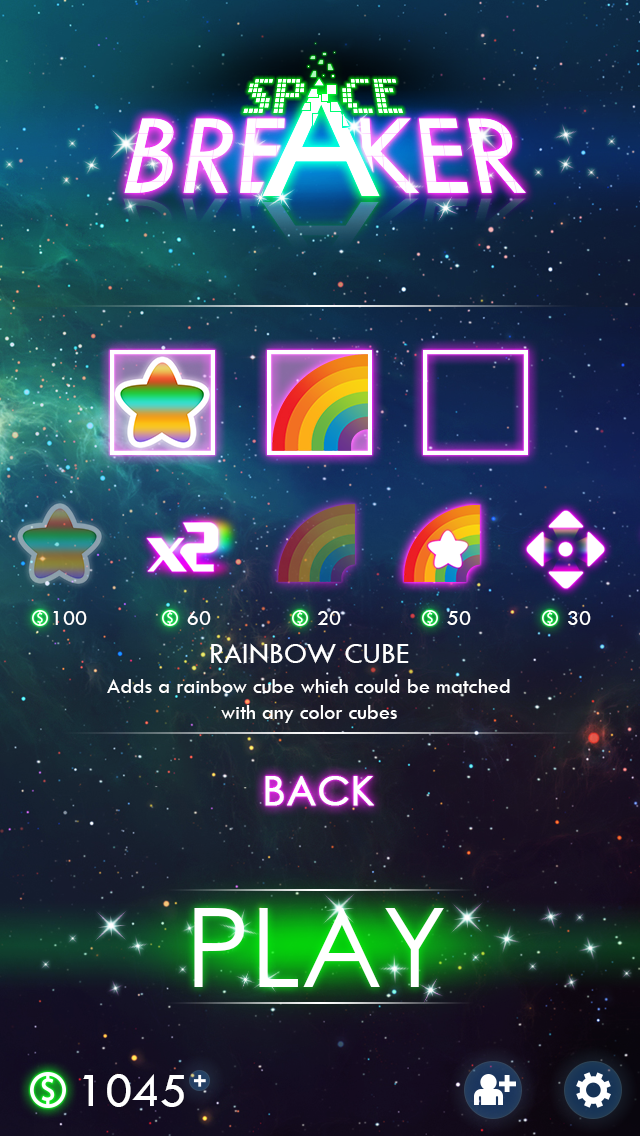 SPACE
BREAKER
x2
100 60 20 50 30
RAINBOW CUBE
Adds a rainbow cube which could be matched
with any color cubes
BACK
PLAY
$ 1045 +